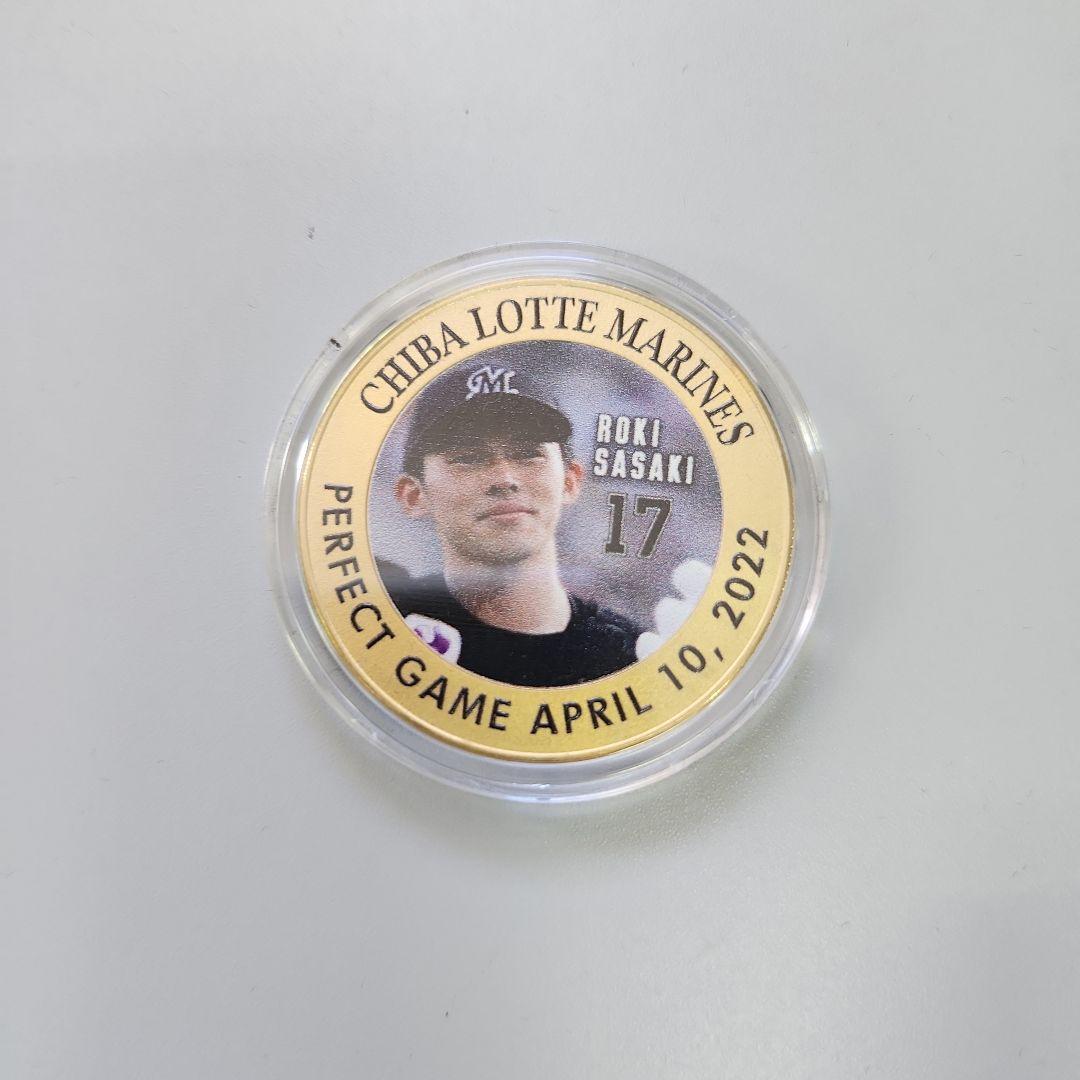 CHIBA LOTTE MARINES
M
ROKI
SASAKI
17
PERFECT GAME APRIL 10, 2022